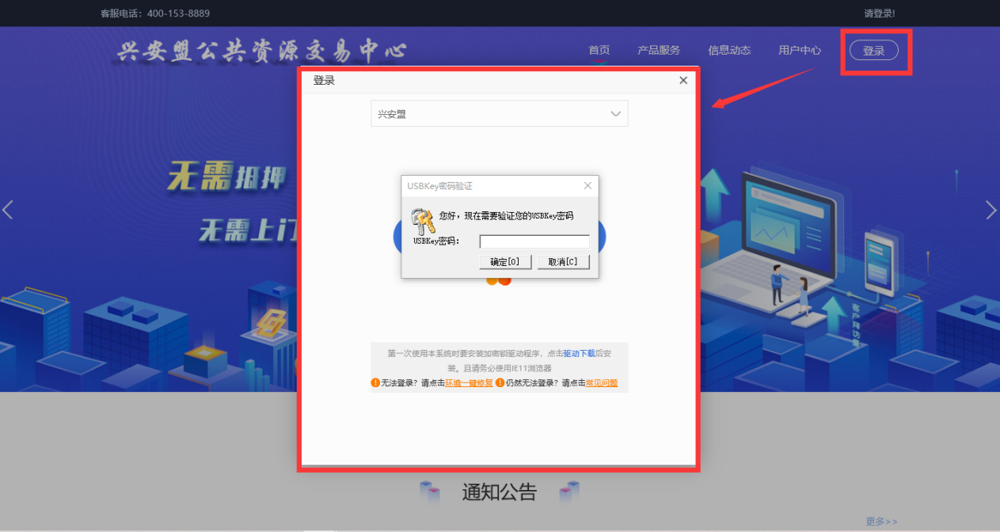 客服电话：400-153-8889
请登录!
兴安盟公共资源交易中心
首页
产品服务
信息动态
用户中心
登录
登录
兴安盟
无需抵押
无需上门
USBKey密码验证
您好，现在需要验证您的USBKey密码
USBKey密码：
确定[O]
取消[C]
客户拜访量
第一次使用本系统时要安装加密锁驱动程序，点击驱动下载后安
装。且请务必使用IE11浏览器
无法登录？请点击环境一键修复
仍然无法登录？请点击常见问题
通知公告
更多>>